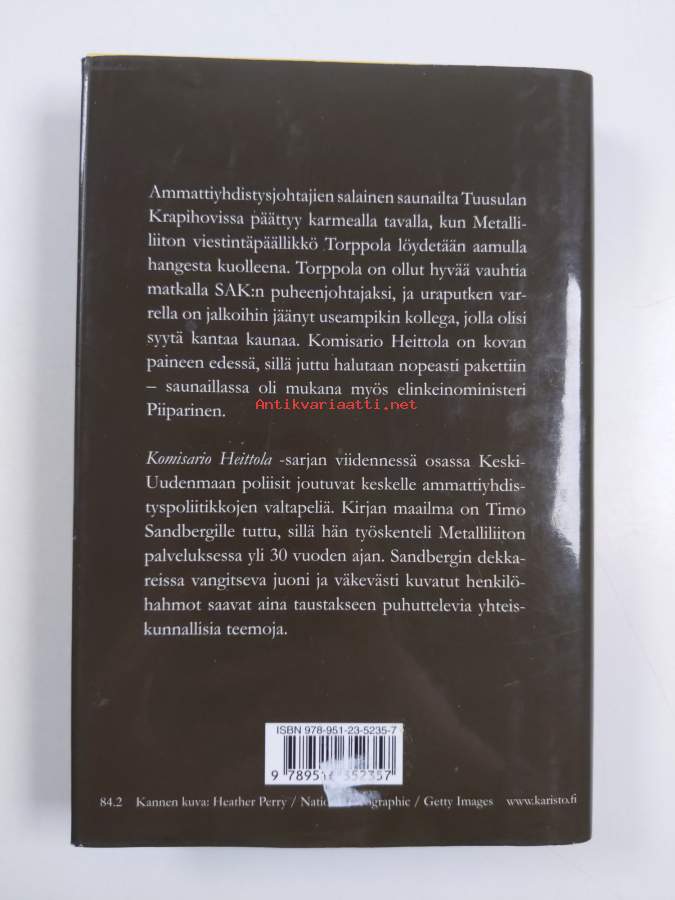 Ammattiyhdistysjohtajien salainen saunailta Tuusulan
Krapihovissa päättyy karmealla tavalla, kun Metalli-
liiton viestintäpäällikkö Torppola löydetään aamulla
hangesta kuolleena. Torppola on ollut hyvää vauhtia
matkalla SAK:n puheenjohtajaksi, ja uraputken var-
rella on jalkoihin jäänyt useampikin kollega, jolla olisi
syytä kantaa kaunaa. Komisario Heittola on kovan
paineen edessä, sillä juttu halutaan nopeasti pakettiin
– saunaillassa oli mukana myös elinkeinoministeri
Piiparinen.
Antikvariaatti.net
Komisario Heittola -sarjan viidennessä osassa Keski-
Uudenmaan poliisit joutuvat keskelle ammattiyhdis-
tyspoliitikkojen valtapeliä. Kirjan maailma on Timo
Sandbergille tuttu, sillä hän työskenteli Metalliliiton
palveluksessa yli 30 vuoden ajan. Sandbergin dekka-
reissa vangitseva juoni ja väkevästi kuvatut henkilö-
hahmot saavat aina taustakseen puhuttelevia yhteis-
kunnallisia teemoja.
ISBN 978-951-23-5235-7
9 78951 352357
84.2 Kannen kuva: Heather Perry / / Getty Images www.karisto.fi